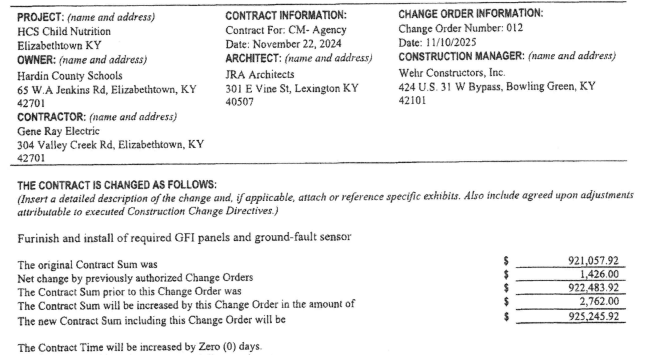 PROJECT: (name and address)
HCS Child Nutrition
Elizabethtown KY
OWNER: (name and address)
Hardin County Schools
65 W.A Jenkins Rd, Elizabethtown, KY
42701
CONTRACTOR: (name and address)
Gene Ray Electric
304 Valley Creek Rd, Elizabethtown, KY
42701
CONTRACT INFORMATION:
Contract For: CM- Agency
Date: November 22, 2024
ARCHITECT: (name and address)
JRA Architects
301 E Vine St, Lexington KY
40507
CHANGE ORDER INFORMATION:
Change Order Number: 012
Date: 11/10/2025
CONSTRUCTION MANAGER: (name and address)
Wehr Constructors, Inc.
424 U.S. 31 W Bypass, Bowling Green, KY
42101
THE CONTRACT IS CHANGED AS FOLLOWS:
(Insert a detailed description of the change and, if applicable, attach or reference specific exhibits. Also include agreed upon adjustments
attributable to executed Construction Change Directives.)
Furinish and install of required GFI panels and ground-fault sensor
The original Contract Sum was $ 921,057.92
Net change by previously authorized Change Orders $ 1,426.00
The Contract Sum prior to this Change Order was $ 922,483.92
The Contract Sum will be increased by this Change Order in the amount of $ 2,762.00
The new Contract Sum including this Change Order will be $ 925,245.92
The Contract Time will be increased by Zero (0) days.